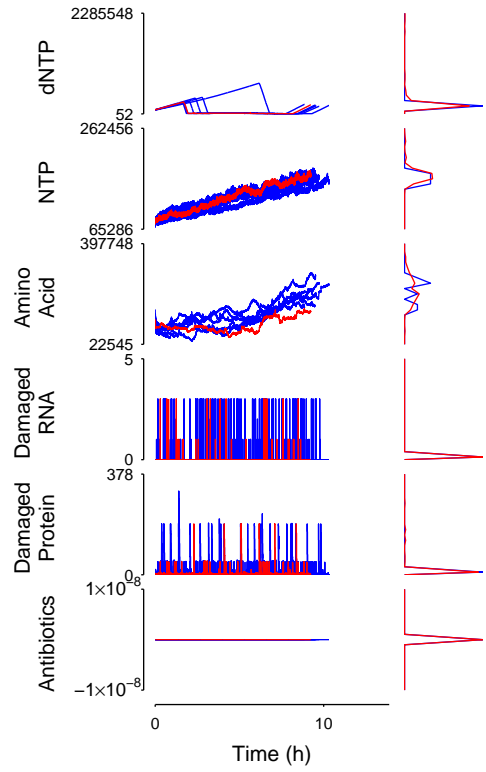 2285548
dNTP
52
262456
NTP
65286
397748
Amino
Acid
22545
5
Damaged
RNA
0
378
Damaged
Protein
0
1×10⁻⁸
Antibiotics
−1×10⁻⁸
0 10
Time (h)